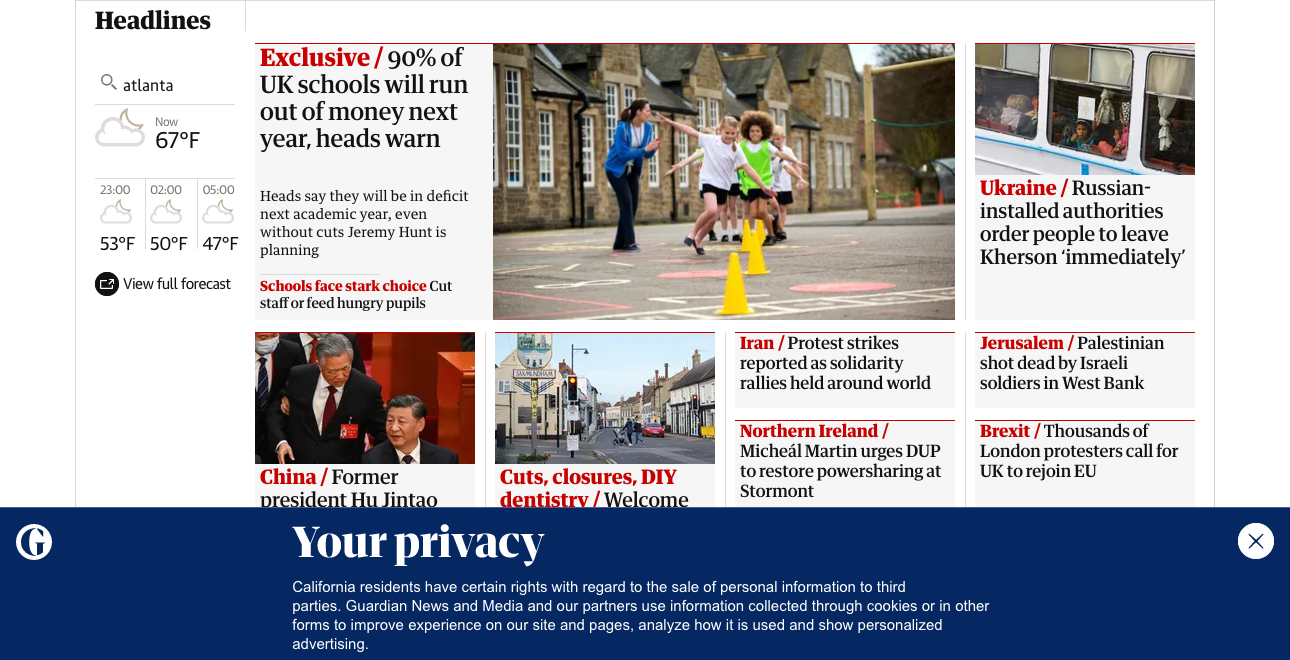 Headlines
atlanta
Now
67°F
23:00
02:00
05:00
53°F
50°F
47°F
View full forecast
Exclusive / 90% of
UK schools will run
out of money next
year, heads warn
Heads say they will be in deficit
next academic year, even
without cuts Jeremy Hunt is
planning
Schools face stark choice Cut
staff or feed hungry pupils
Ukraine / Russian-
installed authorities
order people to leave
Kherson ‘immediately’
SAXMUNDHAM
China / Former
president Hu Jintao
Cuts, closures, DIY
dentistry / Welcome
Iran / Protest strikes
reported as solidarity
rallies held around world
Jerusalem / Palestinian
shot dead by Israeli
soldiers in West Bank
Northern Ireland /
Micheál Martin urges DUP
to restore powersharing at
Stormont
Brexit / Thousands of
London protesters call for
UK to rejoin EU
G
Your privacy
California residents have certain rights with regard to the sale of personal information to third
parties. Guardian News and Media and our partners use information collected through cookies or in other
forms to improve experience on our site and pages, analyze how it is used and show personalized
advertising.